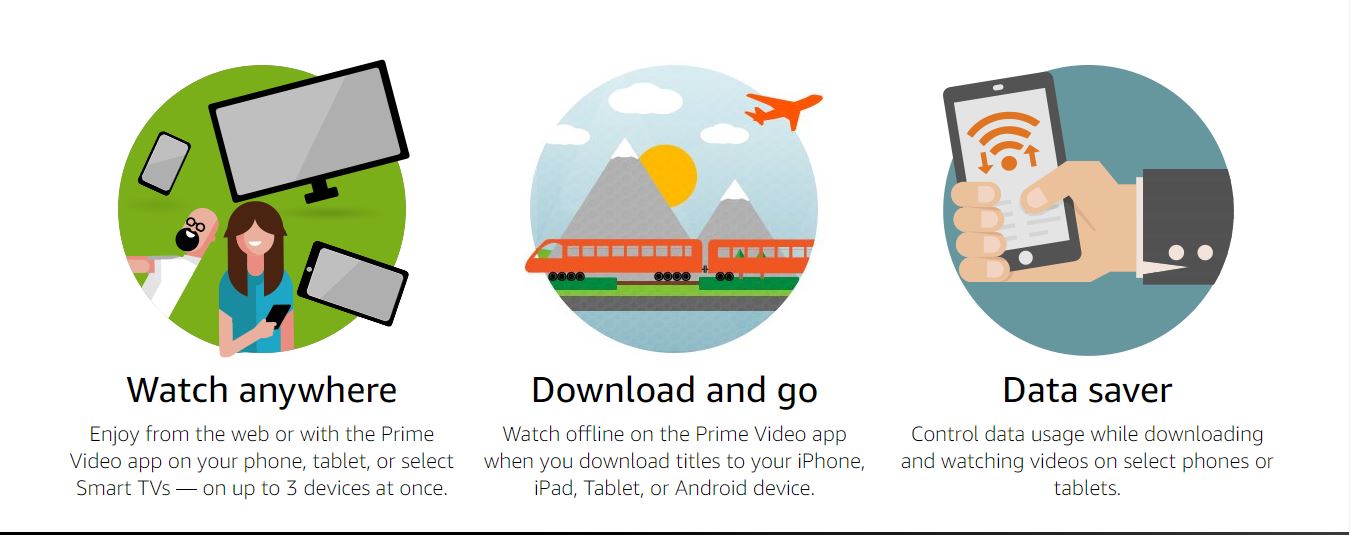 Watch anywhere
Enjoy from the web or with the Prime
Video app on your phone, tablet, or select
Smart TVs — on up to 3 devices at once.
Download and go
Watch offline on the Prime Video app
when you download titles to your iPhone,
iPad, Tablet, or Android device.
Data saver
Control data usage while downloading
and watching videos on select phones or
tablets.